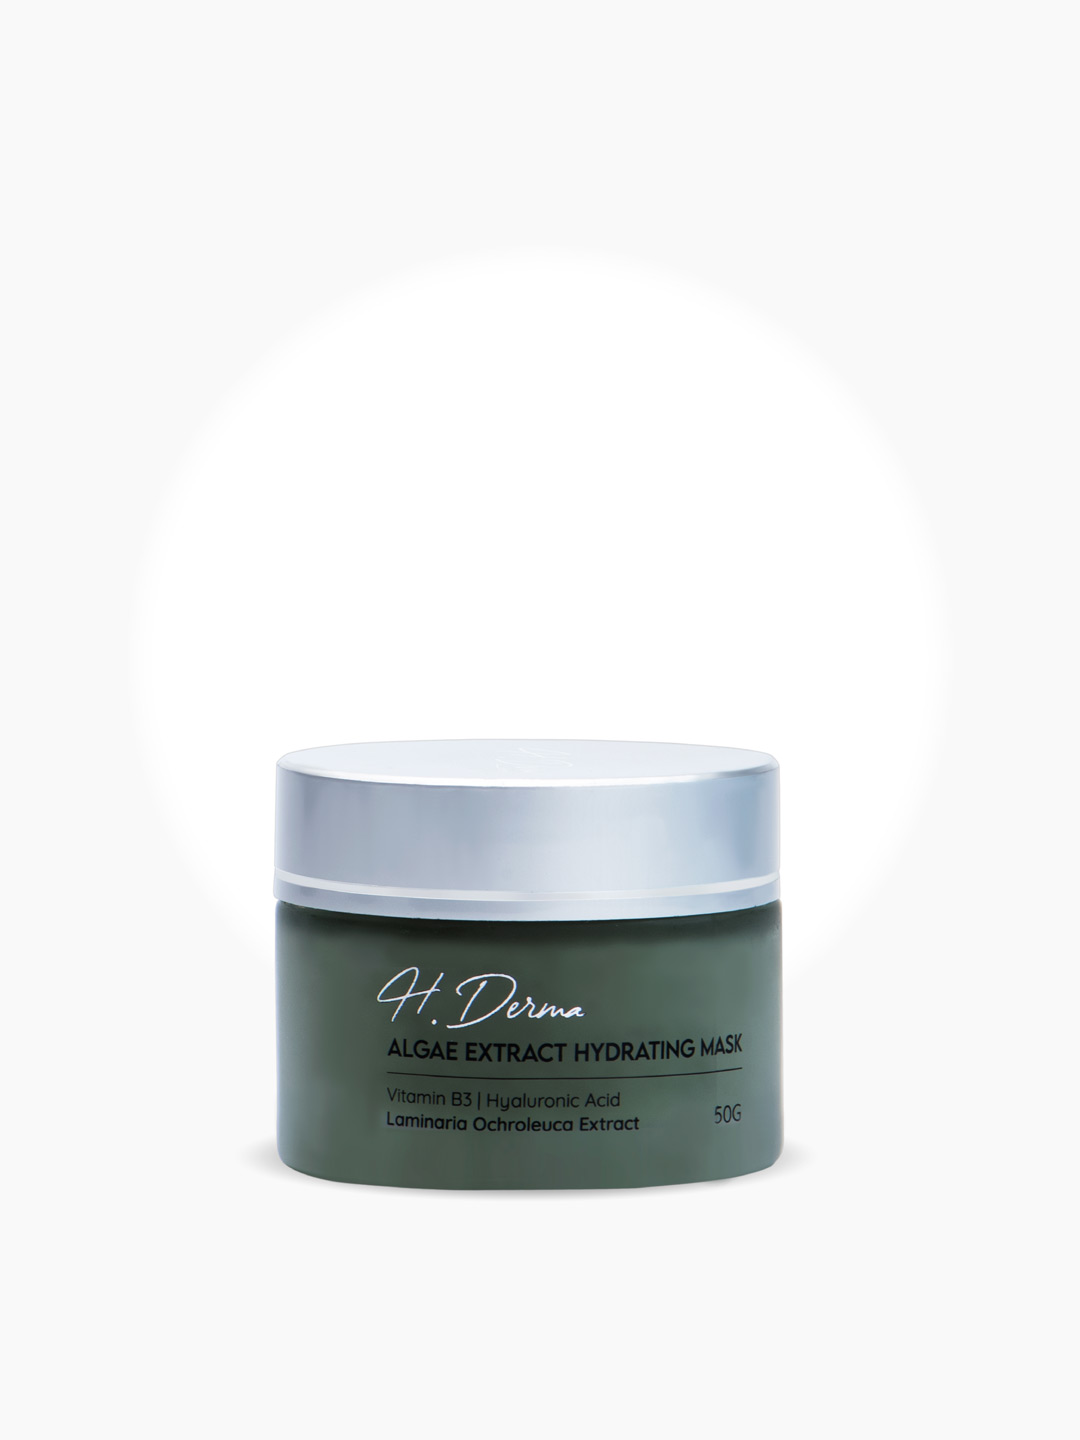 H. Derma
ALGAE EXTRACT HYDRATING MASK
Vitamin B3 | Hyaluronic Acid
Laminaria Ochroleuca Extract
50G